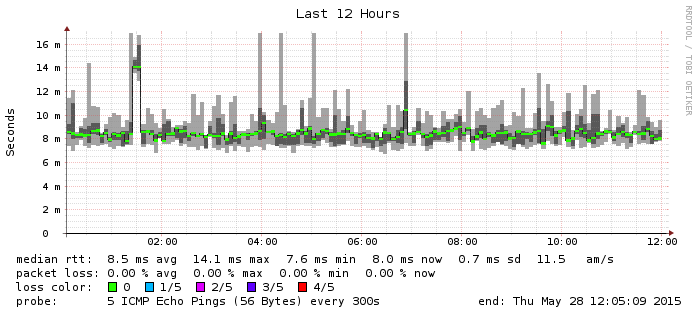 Last 12 Hours
RRDTOOL / TOBI OETIKER
Seconds
16 m
14 m
12 m
10 m
8 m
6 m
4 m
2 m
0
02:00 04:00 06:00 08:00 10:00 12:00
median rtt: 8.5 ms avg 14.1 ms max 7.6 ms min 8.0 ms now 0.7 ms sd 11.5 am/s
packet loss: 0.00 % avg 0.00 % max 0.00 % min 0.00 % now
loss color: 0 1/5 2/5 3/5 4/5
probe: 5 ICMP Echo Pings (56 Bytes) every 300s end: Thu May 28 12:05:09 2015